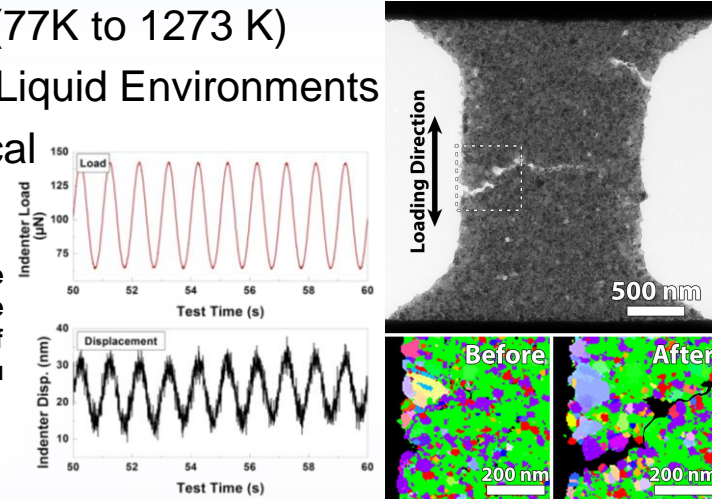 (77K to 1273 K)
Liquid Environments
Load
Indenter Load
(µN)
150
125
100
75
50 52 54 56 58 60
Test Time (s)
Displacement
Indenter Disp. (nm)
40
30
20
10
50 52 54 56 58 60
Test Time (s)
Loading Direction
500 nm
Before
200 nm
After
200 nm